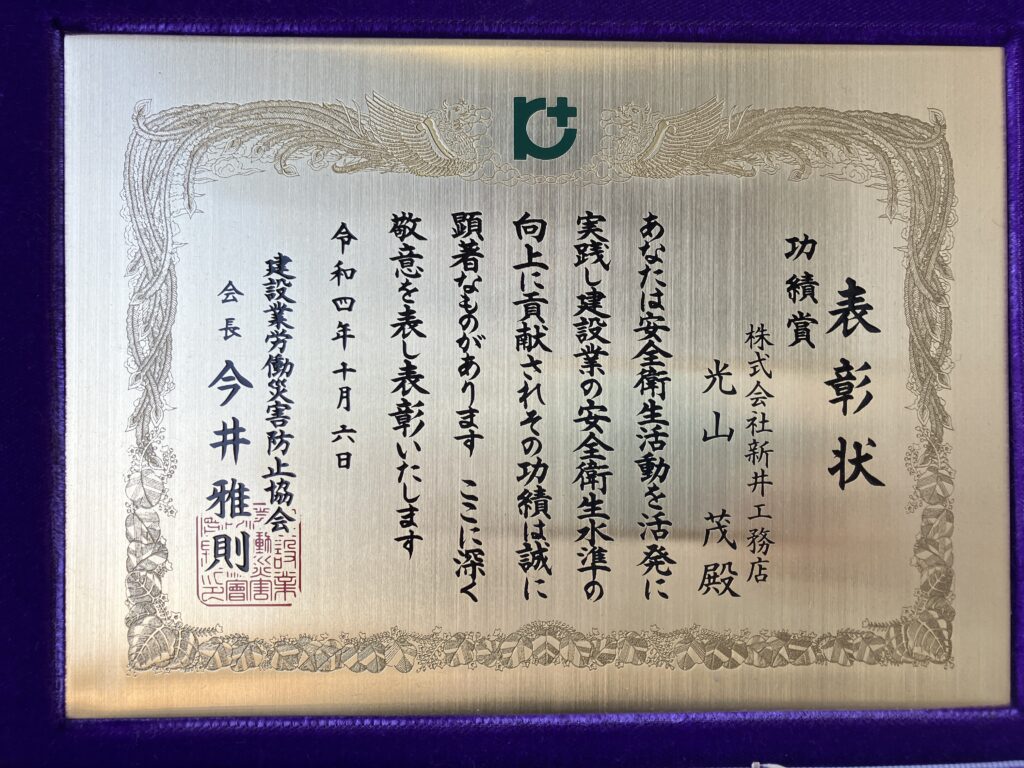 表彰状
功績賞
株式会社新井工務店
光山 茂殿
あなたは安全衛生活動を活発に
実践し建設業の安全衛生水準の
向上に貢献されその功績は誠に
顕著なものがあります ここに深く
敬意を表し表彰いたします
令和四年十月六日
建設業労働災害防止協会
会長 今井雅則